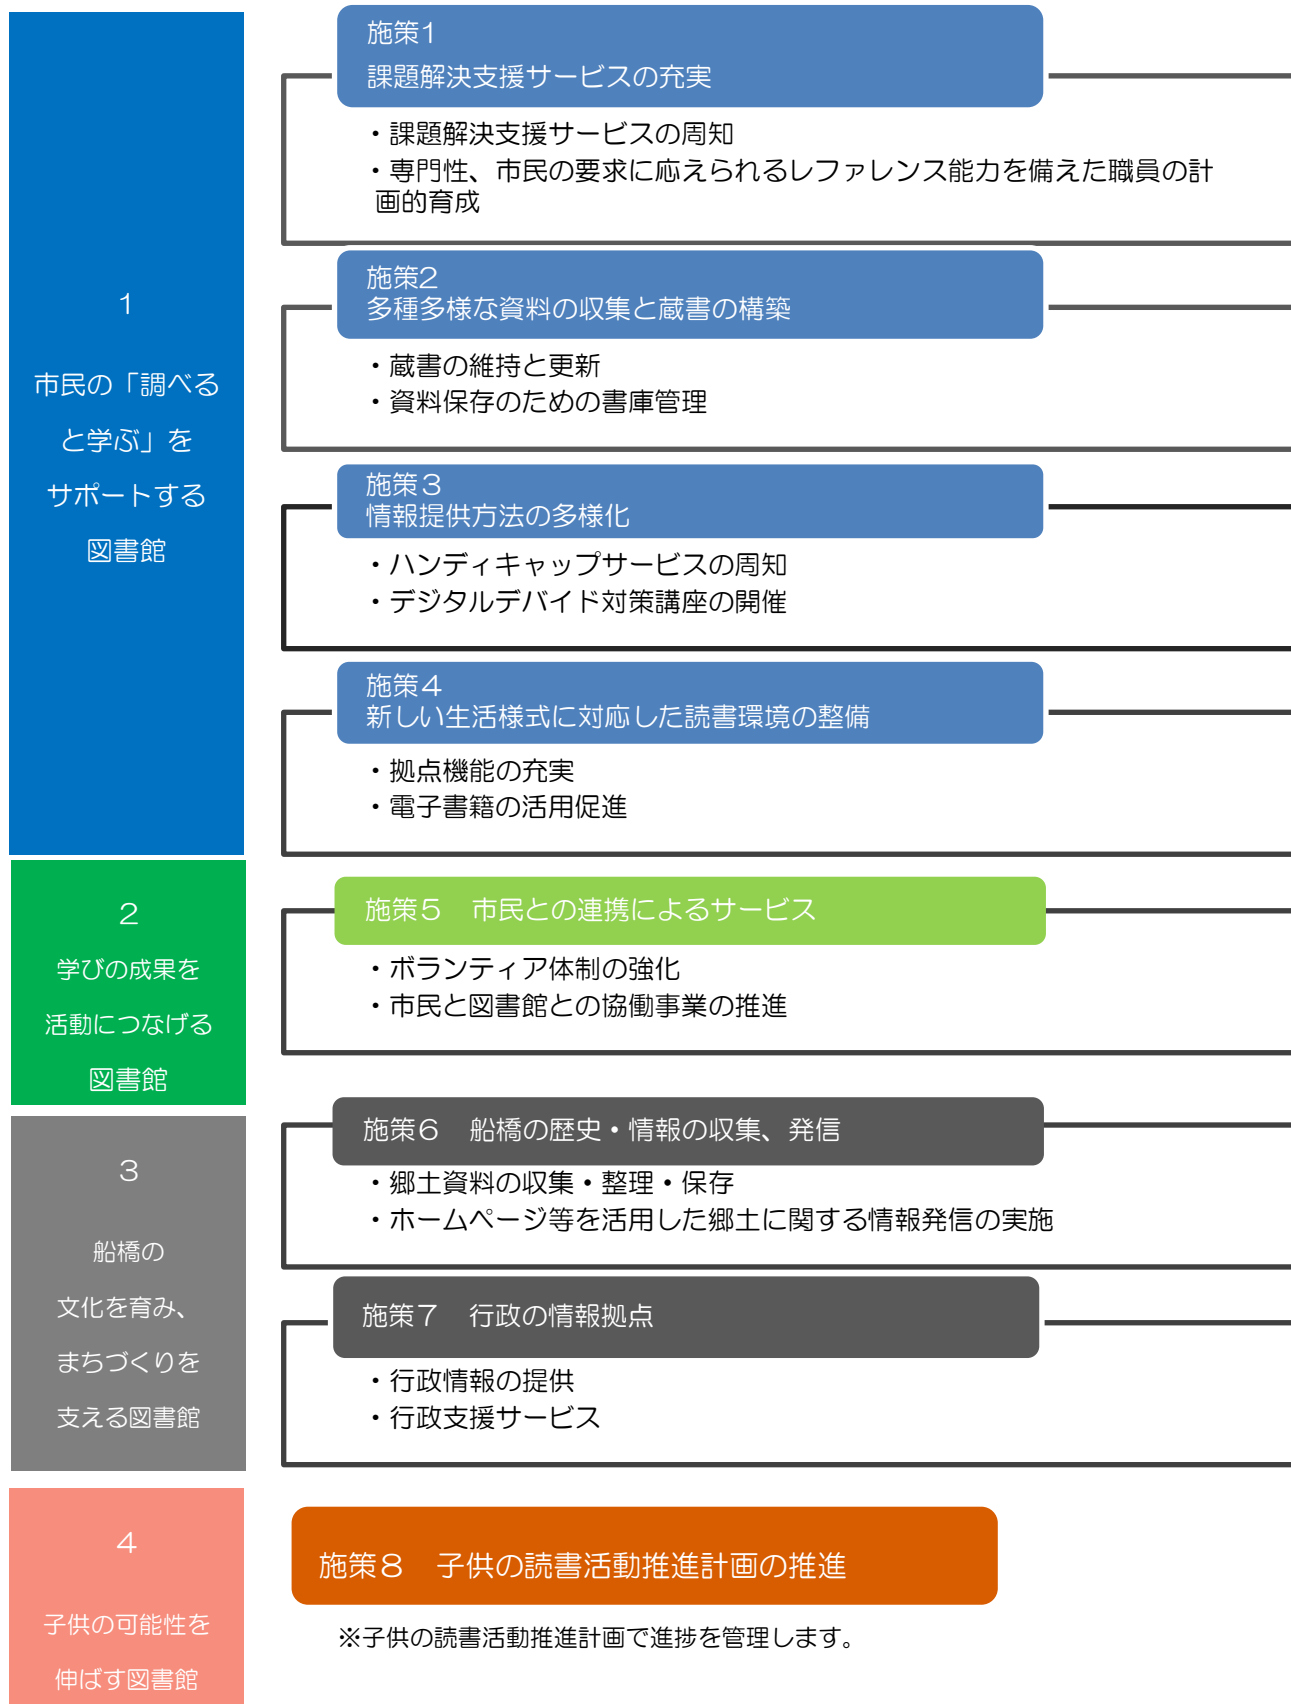 1
市民の「調べる
と学ぶ」を
サポートする
図書館
施策1
課題解決支援サービスの充実
・課題解決支援サービスの周知
・専門性、市民の要求に応えられるレファレンス能力を備えた職員の計
画的育成
施策2
多種多様な資料の収集と蔵書の構築
・蔵書の維持と更新
・資料保存のための書庫管理
施策３
情報提供方法の多様化
・ハンディキャップサービスの周知
・デジタルデバイド対策講座の開催
施策４
新しい生活様式に対応した読書環境の整備
・拠点機能の充実
・電子書籍の活用促進
２
学びの成果を
活動につなげる
図書館
施策５　市民との連携によるサービス
・ボランティア体制の強化
・市民と図書館との協働事業の推進
３
船橋の
文化を育み、
まちづくりを
支える図書館
施策６　船橋の歴史・情報の収集、発信
・郷土資料の収集・整理・保存
・ホームページ等を活用した郷土に関する情報発信の実施
施策７　行政の情報拠点
・行政情報の提供
・行政支援サービス
４
子供の可能性を
伸ばす図書館
施策８　子供の読書活動推進計画の推進
※子供の読書活動推進計画で進捗を管理します。